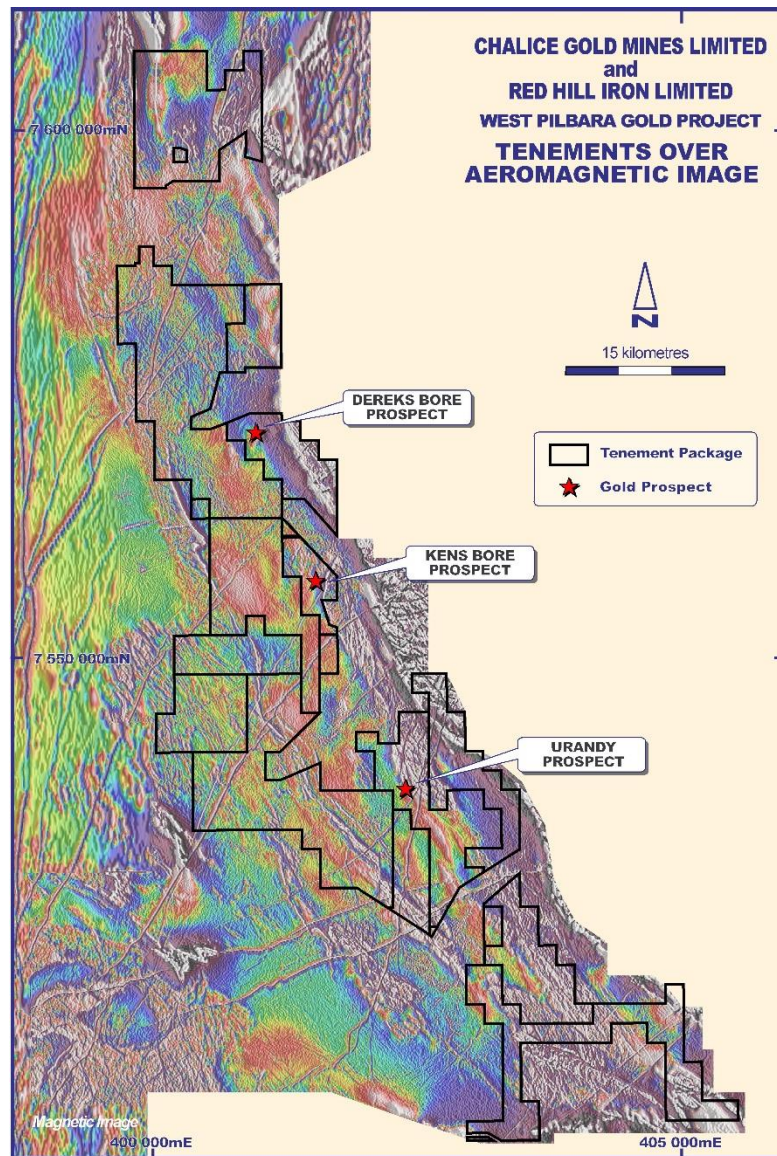 CHALICE GOLD MINES LIMITED
and
RED HILL IRON LIMITED
WEST PILBARA GOLD PROJECT
TENEMENTS OVER
AEROMAGNETIC IMAGE
7 600 000mN
N
15 kilometres
DEREKS BORE
PROSPECT
Tenement Package
Gold Prospect
KENS BORE
PROSPECT
7 550 000mN
URANDY
PROSPECT
Magnetic Image
400 000mE
405 000mE